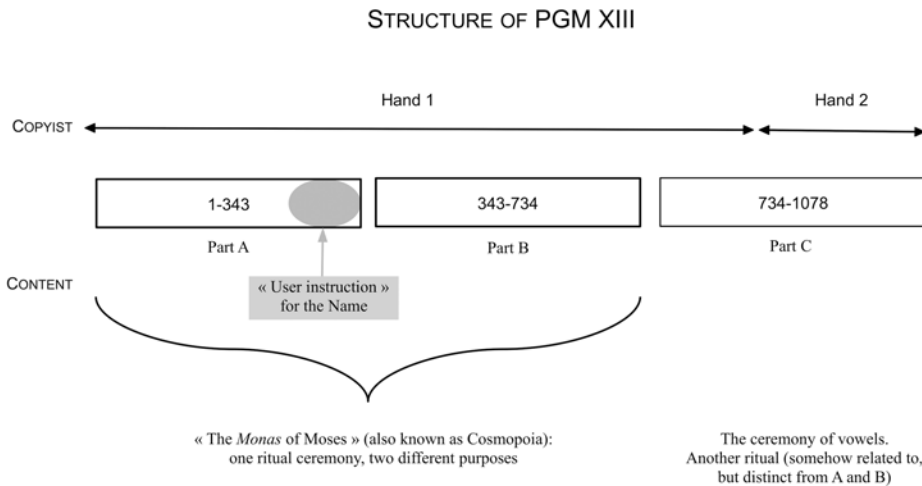 STRUCTURE OF PGM XIII
Hand 1
Hand 2
COPYIST
1-343
343-734
734-1078
Part A
Part B
Part C
CONTENT
« User instruction »
for the Name
« The Monas of Moses » (also known as Cosmopoia):
one ritual ceremony, two different purposes
The ceremony of vowels.
Another ritual (somehow related to,
but distinct from A and B)